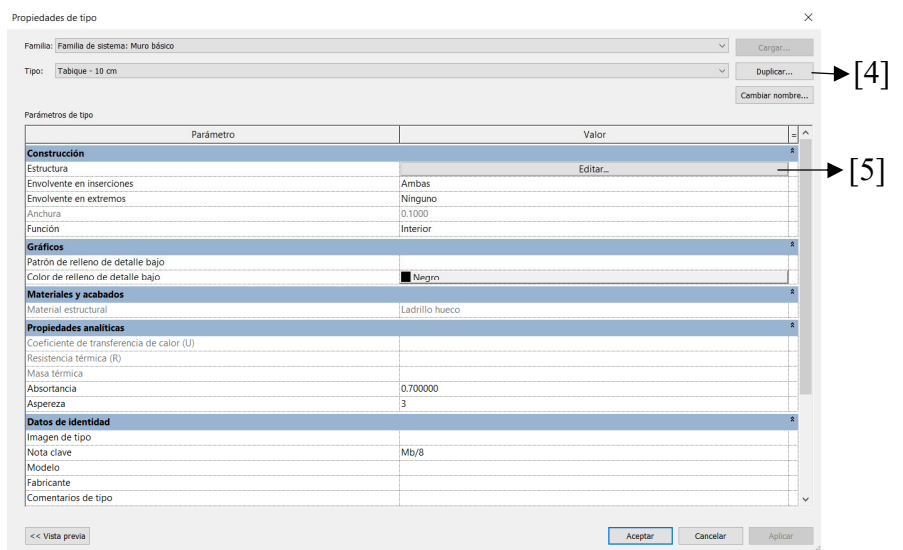 Propiedades de tipo
Familia: Familia de sistema: Muro básico Cargar...
Tipo: Tabique - 10 cm Duplicar... [4]
Cambiar nombre...
Parámetros de tipo
Parámetro Valor =
Construcción
Estructura Editar... [5]
Envolvente en inserciones Ambas
Envolvente en extremos Ninguno
Anchura 0.1000
Función Interior
Gráficos
Patrón de relleno de detalle bajo
Color de relleno de detalle bajo Negro
Materiales y acabados
Material estructural Ladrillo hueco
Propiedades analíticas
Coeficiente de transferencia de calor (U)
Resistencia térmica (R)
Masa térmica
Absortancia 0.700000
Aspereza 3
Datos de identidad
Imagen de tipo
Nota clave Mb/8
Modelo
Fabricante
Comentarios de tipo
<< Vista previa Aceptar Cancelar Aplicar